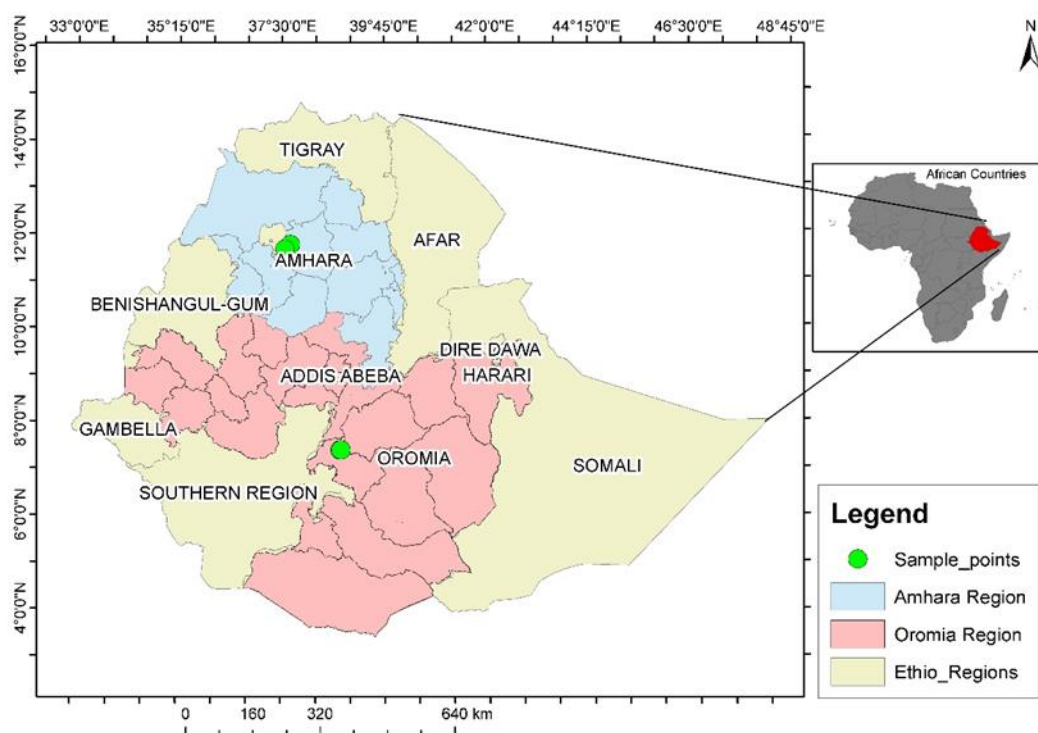 33°0'0"E 35°15'0"E 37°30'0"E 39°45'0"E 42°0'0"E 44°15'0"E 46°30'0"E 48°45'0"E
N
16°0'0"N
14°0'0"N
12°0'0"N
10°0'0"N
8°0'0"N
6°0'0"N
4°0'0"N
TIGRAY
AFAR
AMHARA
BENISHANGUL-GUM
DIRE DAWA
ADDIS ABEBA
HARARI
GAMBELLA
OROMIA
SOMALI
SOUTHERN REGION
African Countries
Legend
Sample_points
Amhara Region
Oromia Region
Ethio_Regions
0 160 320 640 km